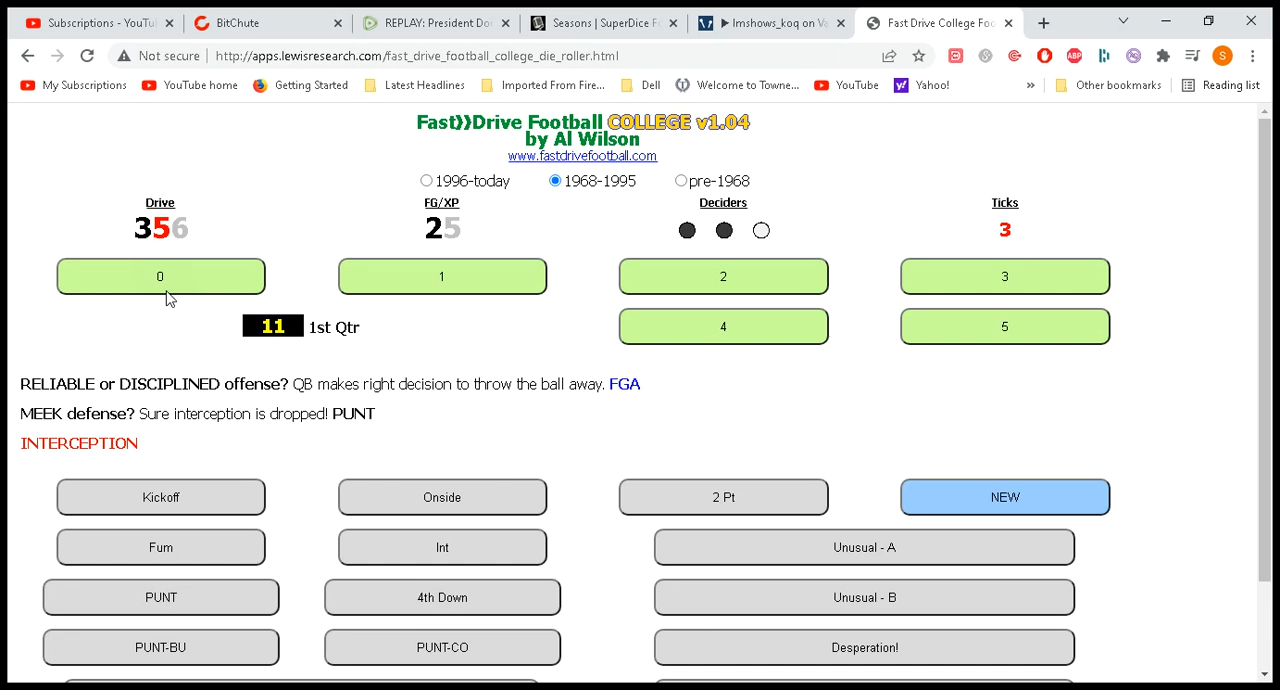 Subscriptions - YouTu
BitChute
REPLAY: President Do
Seasons | SuperDice Fo
lmshows_koq on Va
Fast Drive College Foo
Not secure
http://apps.lewisresearch.com/fast_drive_football_college_die_roller.html
ABP
S
My Subscriptions
YouTube home
Getting Started
Latest Headlines
Imported From Fire...
Dell
Welcome to Towne...
YouTube
Yahoo!
»
Other bookmarks
Reading list
Fast}}Drive Football COLLEGE v1.04
by Al Wilson
www.fastdrivefootball.com
1996-today 1968-1995 pre-1968
Drive FG/XP Deciders Ticks
356 25 3
0 1 2 3
11 1st Qtr 4 5
RELIABLE or DISCIPLINED offense? QB makes right decision to throw the ball away. FGA
MEEK defense? Sure interception is dropped! PUNT
INTERCEPTION
Kickoff Onside 2 Pt NEW
Fum Int Unusual - A
PUNT 4th Down Unusual - B
PUNT-BU PUNT-CO Desperation!